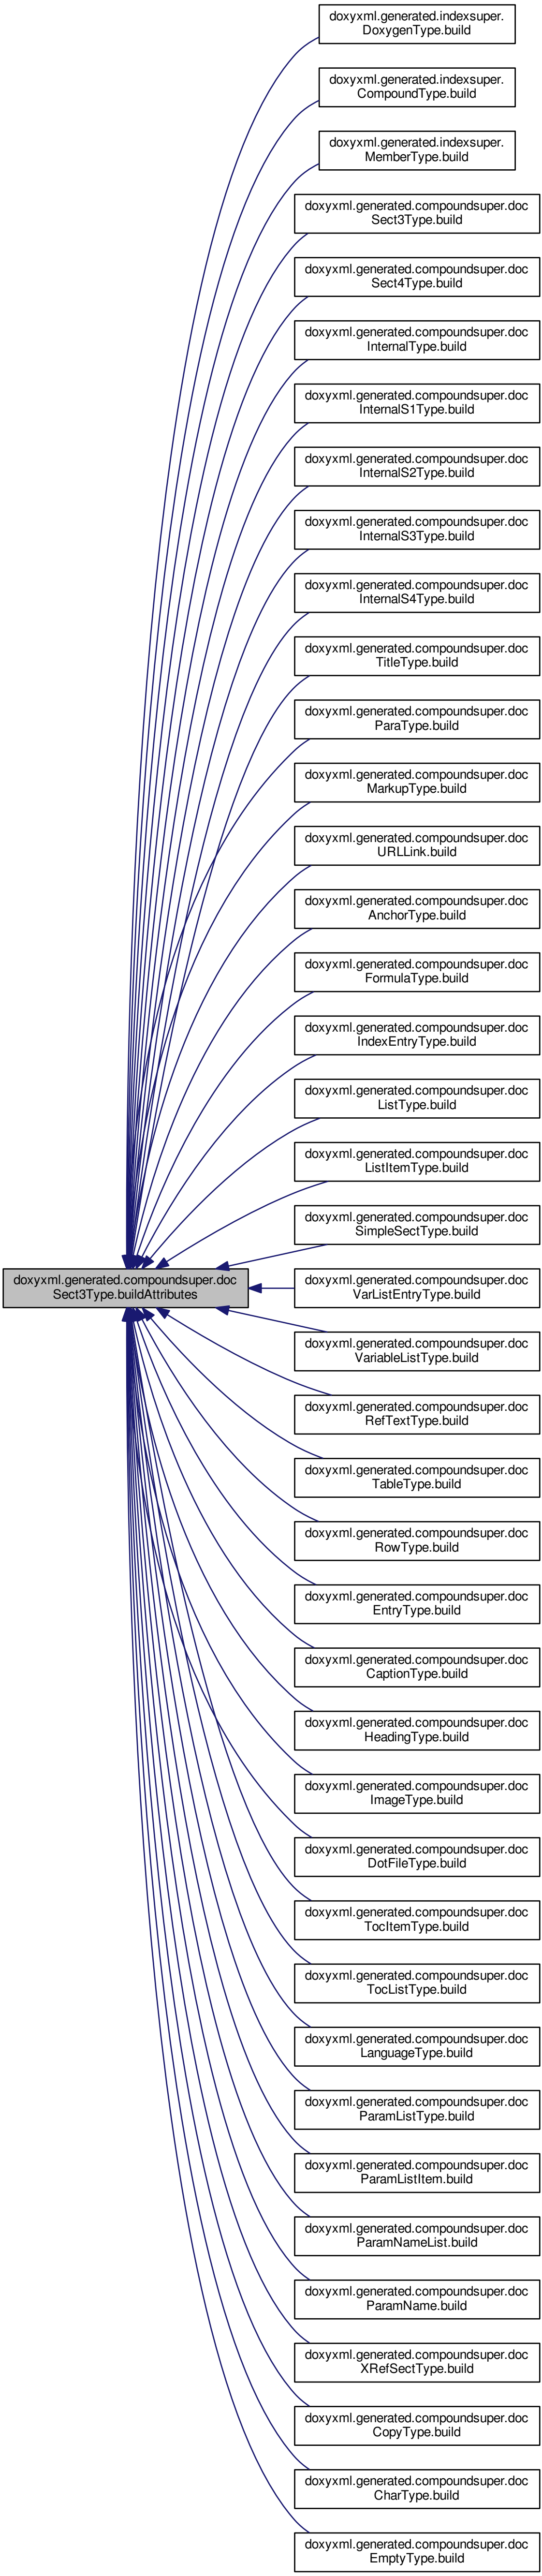 doxyxml.generated.indexsuper.
DoxygenType.build
doxyxml.generated.indexsuper.
CompoundType.build
doxyxml.generated.indexsuper.
MemberType.build
doxyxml.generated.compoundsuper.doc
Sect3Type.build
doxyxml.generated.compoundsuper.doc
Sect4Type.build
doxyxml.generated.compoundsuper.doc
InternalType.build
doxyxml.generated.compoundsuper.doc
InternalS1Type.build
doxyxml.generated.compoundsuper.doc
InternalS2Type.build
doxyxml.generated.compoundsuper.doc
InternalS3Type.build
doxyxml.generated.compoundsuper.doc
InternalS4Type.build
doxyxml.generated.compoundsuper.doc
TitleType.build
doxyxml.generated.compoundsuper.doc
ParaType.build
doxyxml.generated.compoundsuper.doc
MarkupType.build
doxyxml.generated.compoundsuper.doc
URLLink.build
doxyxml.generated.compoundsuper.doc
AnchorType.build
doxyxml.generated.compoundsuper.doc
FormulaType.build
doxyxml.generated.compoundsuper.doc
IndexEntryType.build
doxyxml.generated.compoundsuper.doc
ListType.build
doxyxml.generated.compoundsuper.doc
ListItemType.build
doxyxml.generated.compoundsuper.doc
SimpleSectType.build
doxyxml.generated.compoundsuper.doc
Sect3Type.buildAttributes
doxyxml.generated.compoundsuper.doc
VarListEntryType.build
doxyxml.generated.compoundsuper.doc
VariableListType.build
doxyxml.generated.compoundsuper.doc
RefTextType.build
doxyxml.generated.compoundsuper.doc
TableType.build
doxyxml.generated.compoundsuper.doc
RowType.build
doxyxml.generated.compoundsuper.doc
EntryType.build
doxyxml.generated.compoundsuper.doc
CaptionType.build
doxyxml.generated.compoundsuper.doc
HeadingType.build
doxyxml.generated.compoundsuper.doc
ImageType.build
doxyxml.generated.compoundsuper.doc
DotFileType.build
doxyxml.generated.compoundsuper.doc
TocItemType.build
doxyxml.generated.compoundsuper.doc
TocListType.build
doxyxml.generated.compoundsuper.doc
LanguageType.build
doxyxml.generated.compoundsuper.doc
ParamListType.build
doxyxml.generated.compoundsuper.doc
ParamListItem.build
doxyxml.generated.compoundsuper.doc
ParamNameList.build
doxyxml.generated.compoundsuper.doc
ParamName.build
doxyxml.generated.compoundsuper.doc
XRefSectType.build
doxyxml.generated.compoundsuper.doc
CopyType.build
doxyxml.generated.compoundsuper.doc
CharType.build
doxyxml.generated.compoundsuper.doc
EmptyType.build